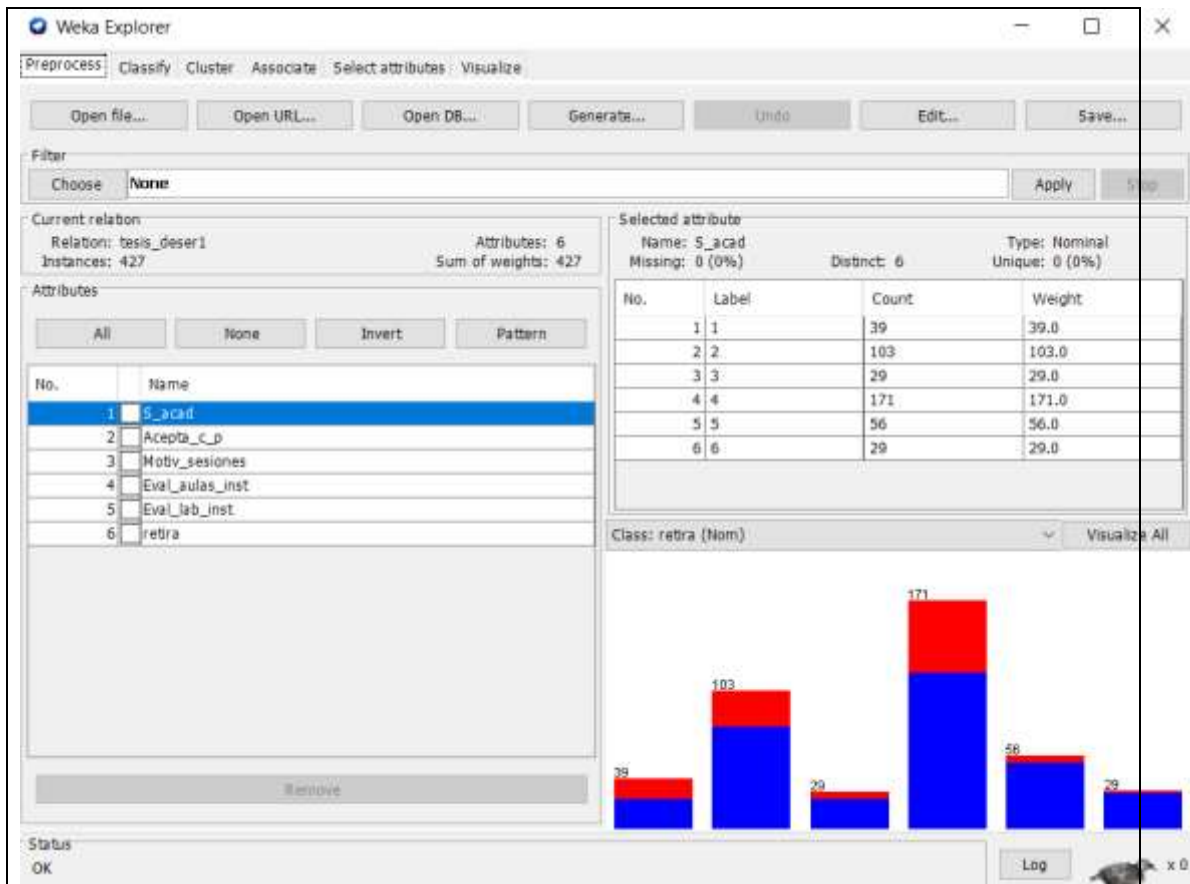 Weka Explorer
Preprocess Classify Cluster Associate Select attributes Visualize
Open file... Open URL... Open DB... Generate... Undo Edit... Save...
Filter
Choose None Apply Stop
Current relation
Relation: tesis_deser1 Attributes: 6
Instances: 427 Sum of weights: 427
Selected attribute
Name: S_acad Type: Nominal
Missing: 0 (0%) Distinct: 6 Unique: 0 (0%)
Attributes
All None Invert Pattern
No. Name
1 S_acad
2 Acepta_c_p
3 Motiv_sesiones
4 Eval_aulas_inst
5 Eval_lab_inst
6 retira
Remove
No. Label Count Weight
1 1 39 39.0
2 2 103 103.0
3 3 29 29.0
4 4 171 171.0
5 5 56 56.0
6 6 29 29.0
Class: retira (Nom) Visualize All
39 103 29 171 56 29
Status
OK Log x 0